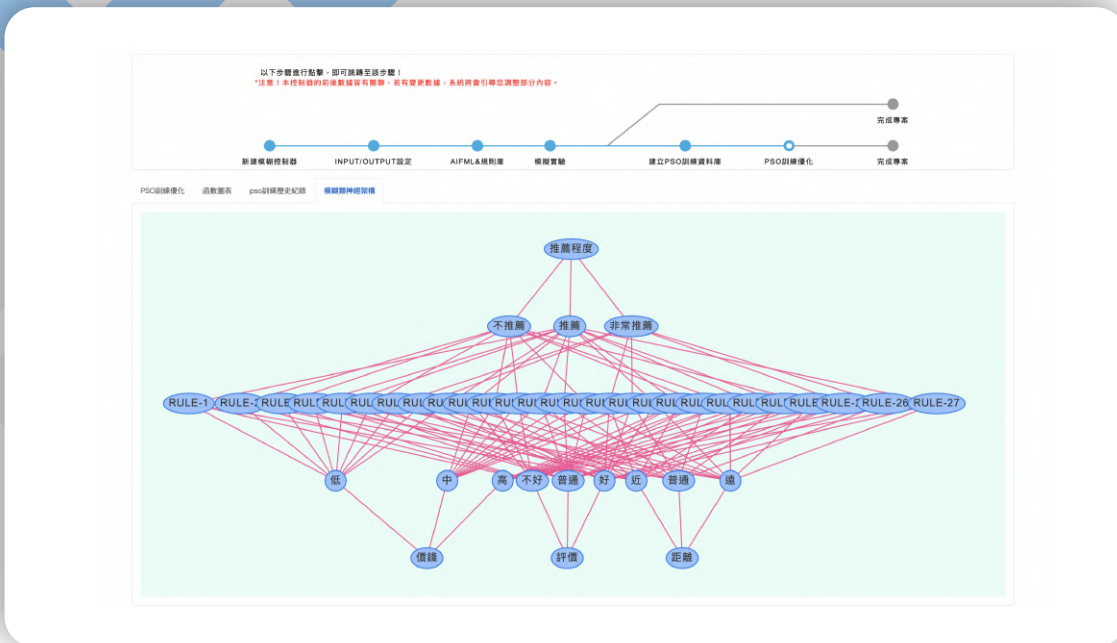 以下步驟進行點擊，即可跳轉至該步驟！
*注意！本控制器的前後數據皆有關聯，若有變更數據，系統將會引導您調整部分內容。
完成專案
新建模糊控制器 INPUT/OUTPUT設定 AIFML&規則庫 模擬實驗 建立PSO訓練資料庫 PSO訓練優化 完成專案
PSO訓練優化 函數圖表 pso訓練歷史紀錄 模糊類神經架構
推薦程度
不推薦 推薦 非常推薦
RULE-1 RULE-26 RULE-27
低 中 高 不好 普通 好 近 普通 遠
價錢 評價 距離